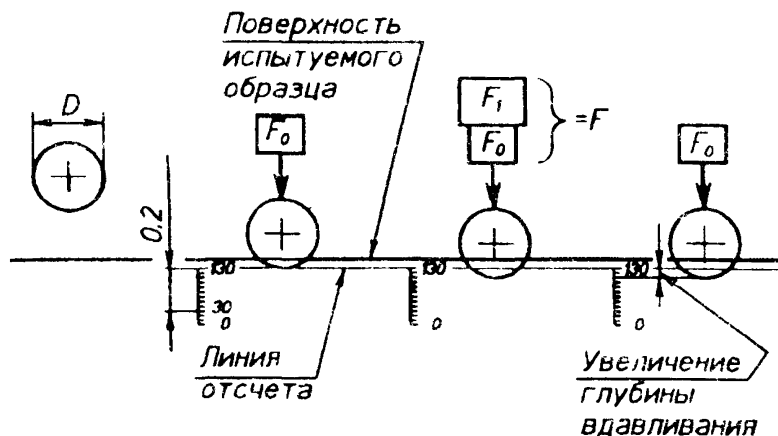 Поверхность
испытуемого
образца
D
F₀
F₁
F₀
=F
F₀
0.2
130
130
130
30
0
0
0
Линия
отсчета
Увеличение
глубины
вдавливания